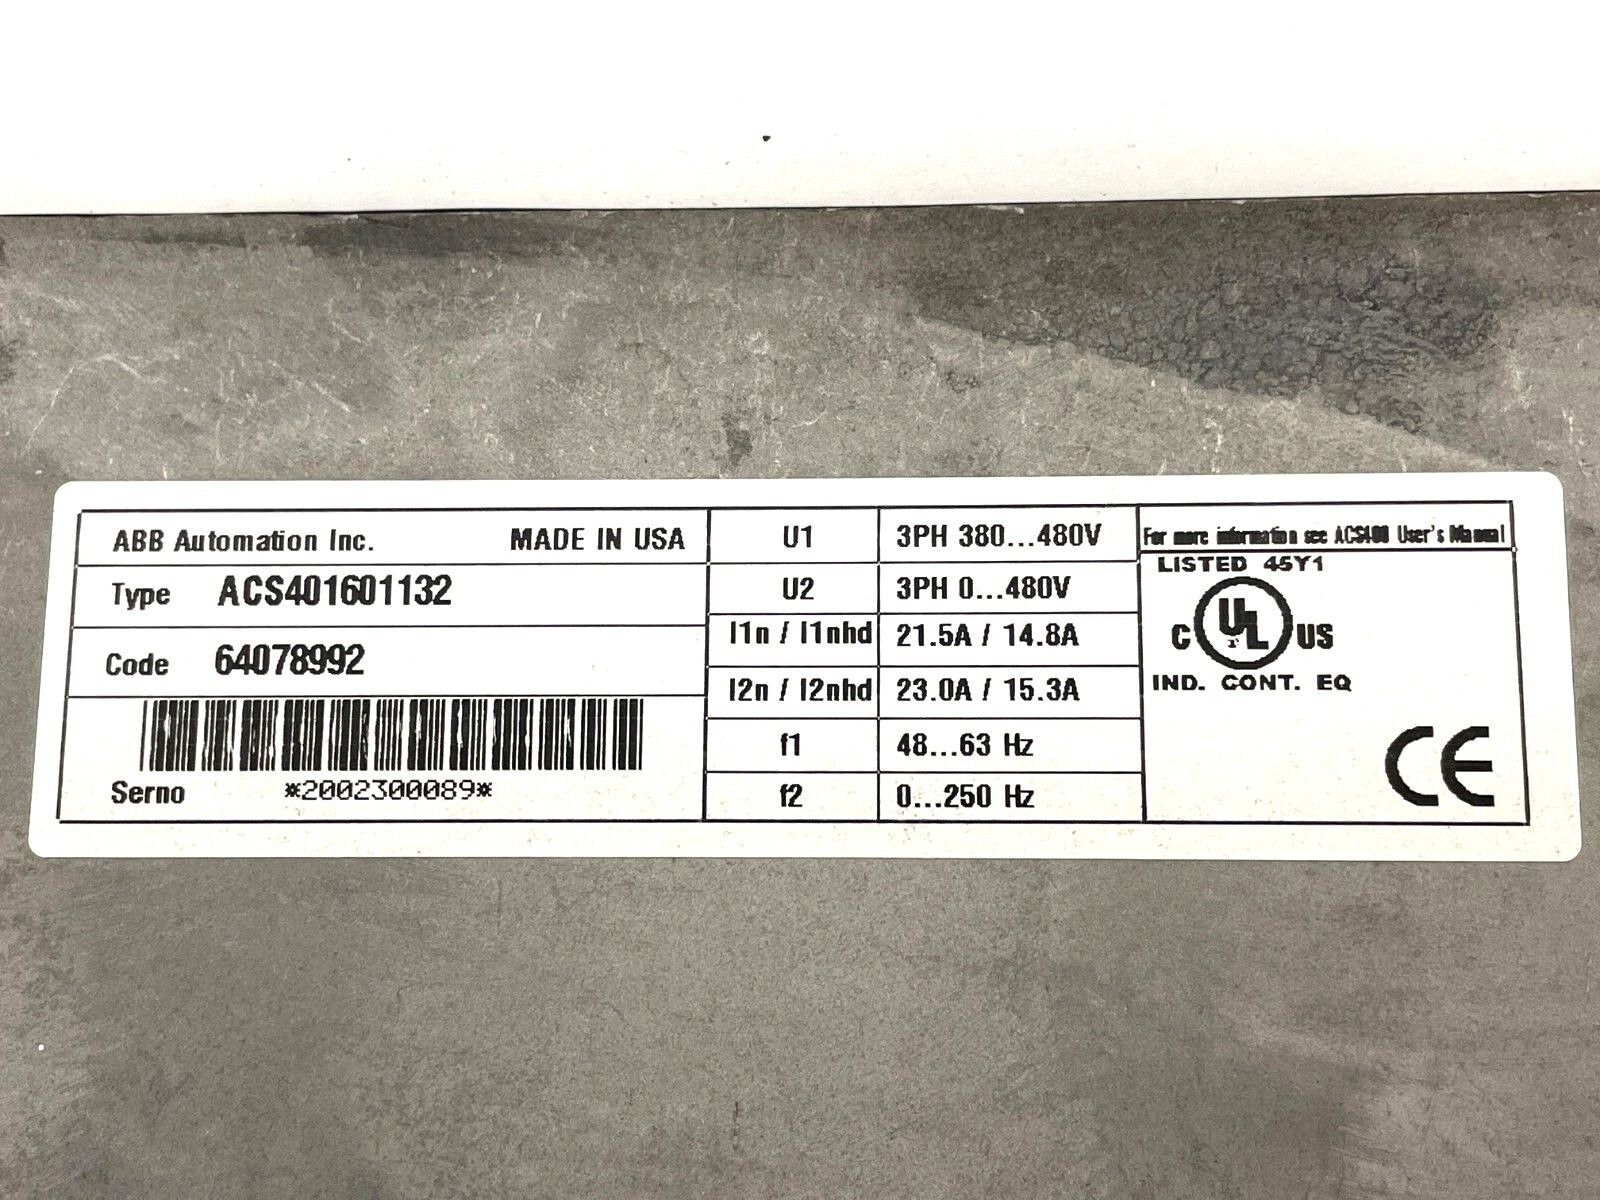 ABB Automation Inc. MADE IN USA
Type ACS401601132
Code 64078992
Serno *2002300089*
U1 3PH 380...480V
U2 3PH 0...480V
I1n / I1nhd 21.5A / 14.8A
I2n / I2nhd 23.0A / 15.3A
f1 48...63 Hz
f2 0...250 Hz
For more information see ACS400 User's Manual
LISTED 45Y1
C UL US
IND. CONT. EQ
CE